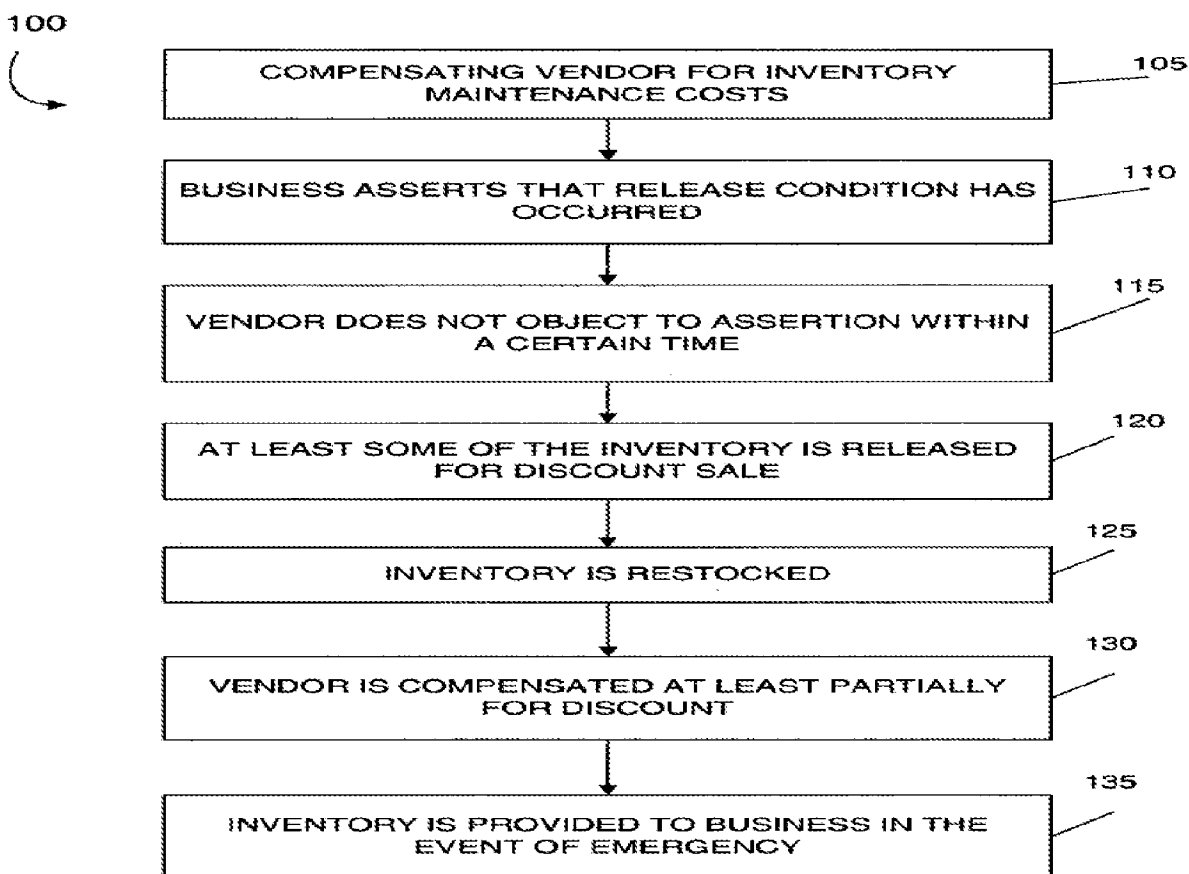 100
COMPENSATING VENDOR FOR INVENTORY
MAINTENANCE COSTS
105
BUSINESS ASSERTS THAT RELEASE CONDITION HAS
OCCURRED
110
VENDOR DOES NOT OBJECT TO ASSERTION WITHIN
A CERTAIN TIME
115
AT LEAST SOME OF THE INVENTORY IS RELEASED
FOR DISCOUNT SALE
120
INVENTORY IS RESTOCKED
125
VENDOR IS COMPENSATED AT LEAST PARTIALLY
FOR DISCOUNT
130
INVENTORY IS PROVIDED TO BUSINESS IN THE
EVENT OF EMERGENCY
135